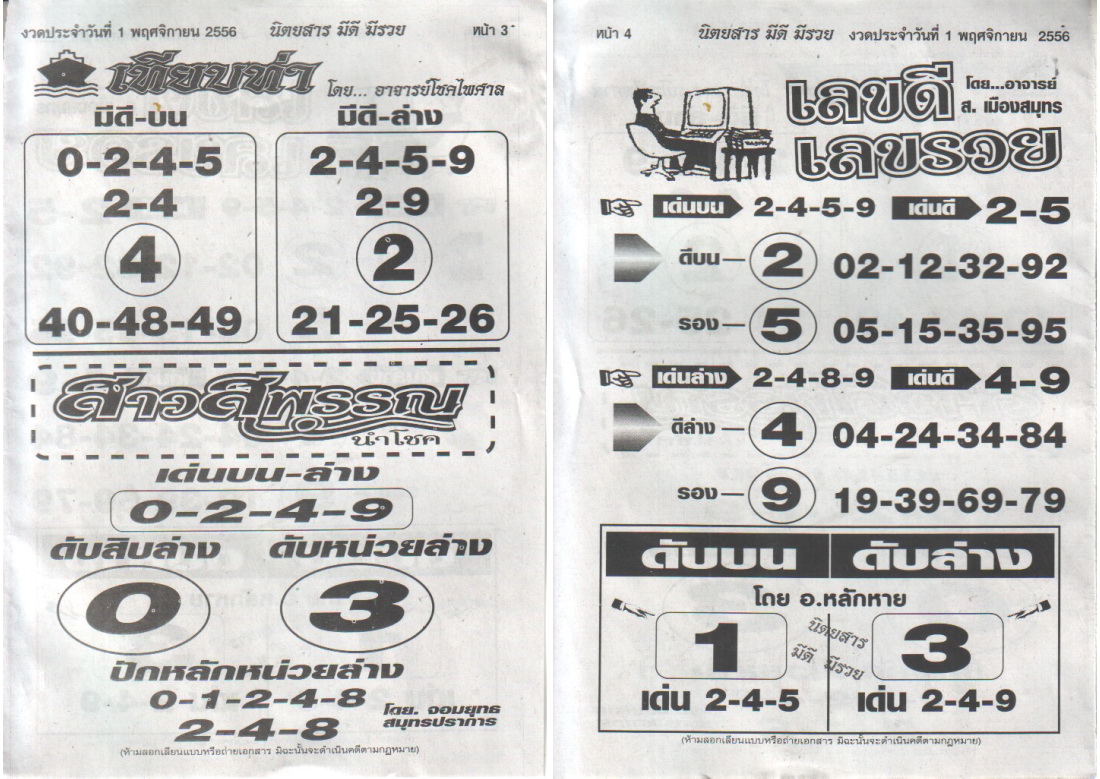 งวดประจำวันที่ 1 พฤศจิกายน 2556 นิตยสาร มีดี มีรวย หน้า 3
เทียบท่า
โดย... อาจารย์โชคไพศาล
มีดี-บน มีดี-ล่าง
0-2-4-5 2-4-5-9
2-4 2-9
4 2
40-48-49 21-25-26
สาวสุพรรณ
นำโชค
เด่นบน-ล่าง
0-2-4-9
ดับสิบล่าง ดับหน่วยล่าง
0 3
ปักหลักหน่วยล่าง
0-1-2-4-8
2-4-8
โดย. จอมยุทธ
สมุทรปราการ
(ห้ามลอกเลียนแบบหรือถ่ายเอกสาร มิฉะนั้นจะดำเนินคดีตามกฎหมาย)
หน้า 4 นิตยสาร มีดี มีรวย งวดประจำวันที่ 1 พฤศจิกายน 2556
เลขดี
เลขรวย
โดย...อาจารย์
ส. เมืองสมุทร
เด่นบน 2-4-5-9 เด่นดี 2-5
ดีบน 2 02-12-32-92
รอง 5 05-15-35-95
เด่นล่าง 2-4-8-9 เด่นดี 4-9
ดีล่าง 4 04-24-34-84
รอง 9 19-39-69-79
ดับบน ดับล่าง
โดย อ.หลักหาย
1 3
นิตยสาร
มีดี มีรวย
เด่น 2-4-5 เด่น 2-4-9
(ห้ามลอกเลียนแบบหรือถ่ายเอกสาร มิฉะนั้นจะดำเนินคดีตามกฎหมาย)